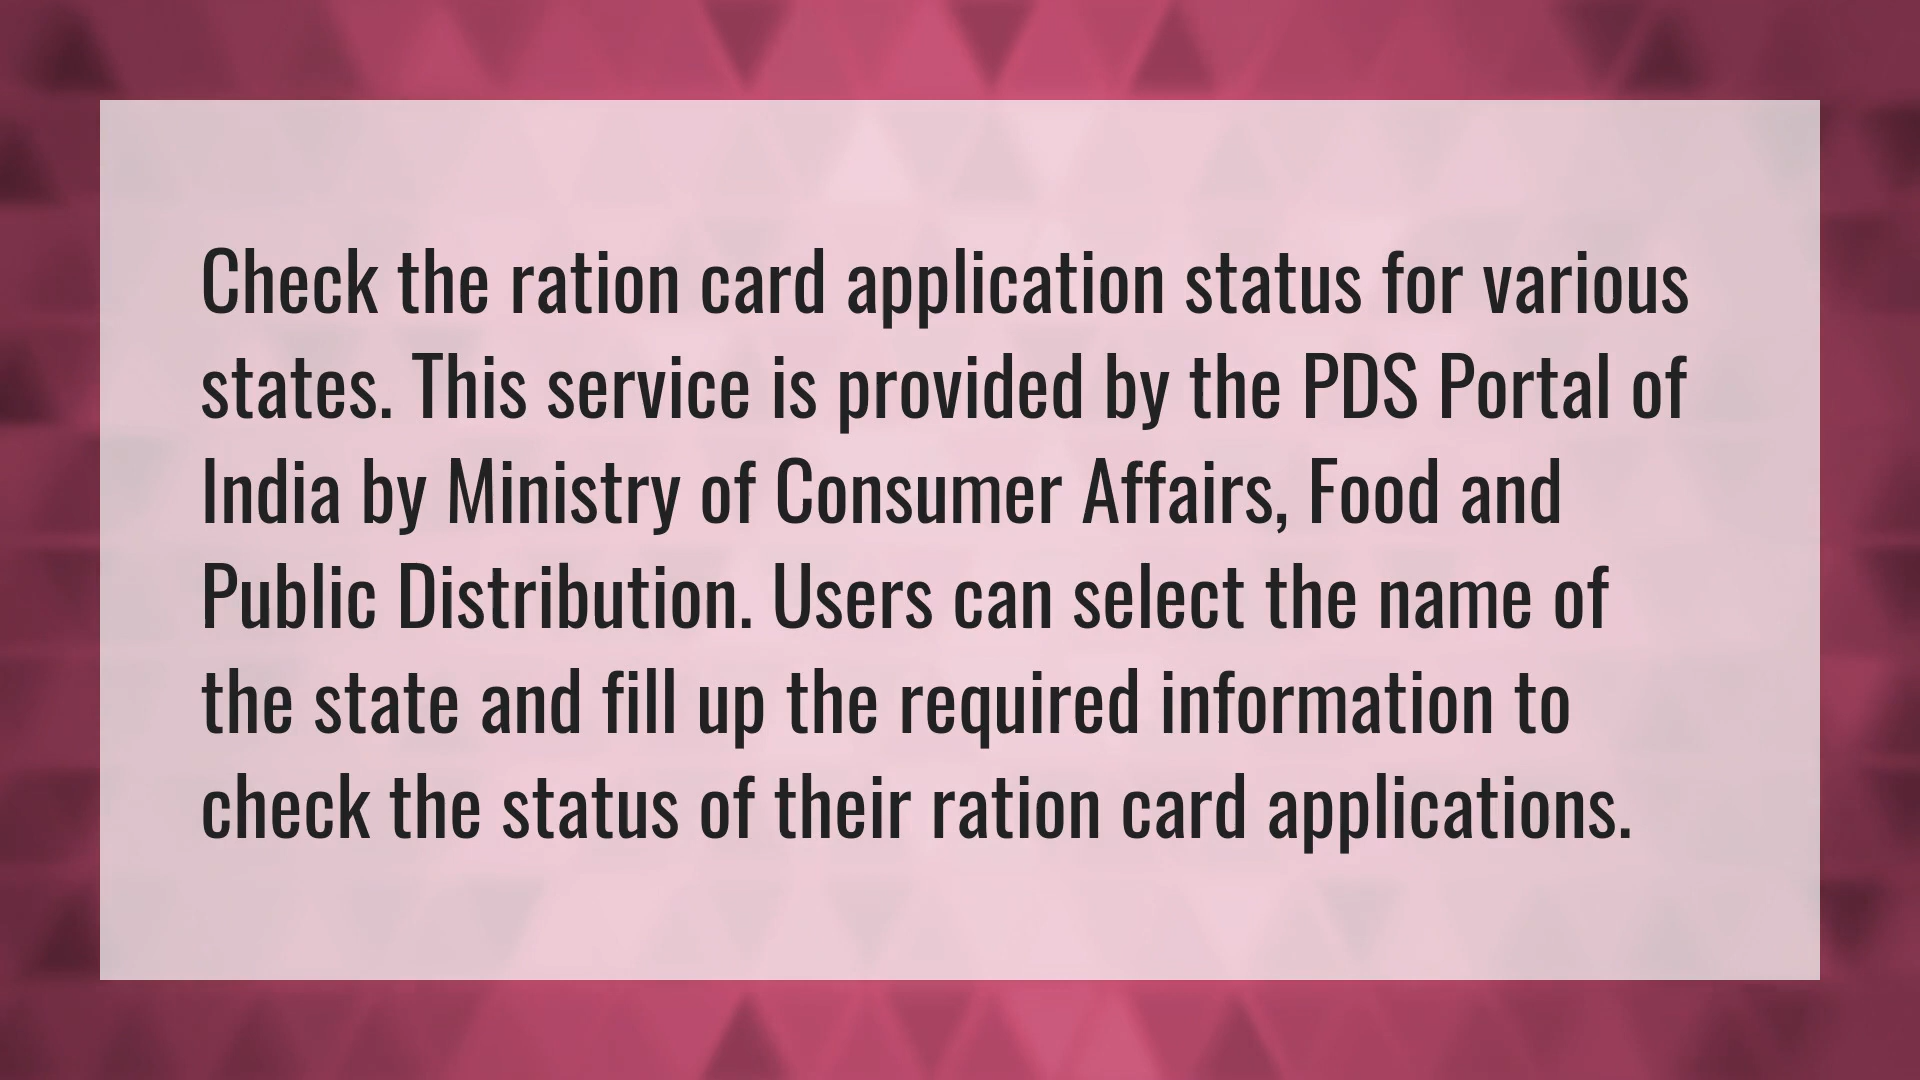 Check the ration card application status for various
states. This service is provided by the PDS Portal of
India by Ministry of Consumer Affairs, Food and
Public Distribution. Users can select the name of
the state and fill up the required information to
check the status of their ration card applications.